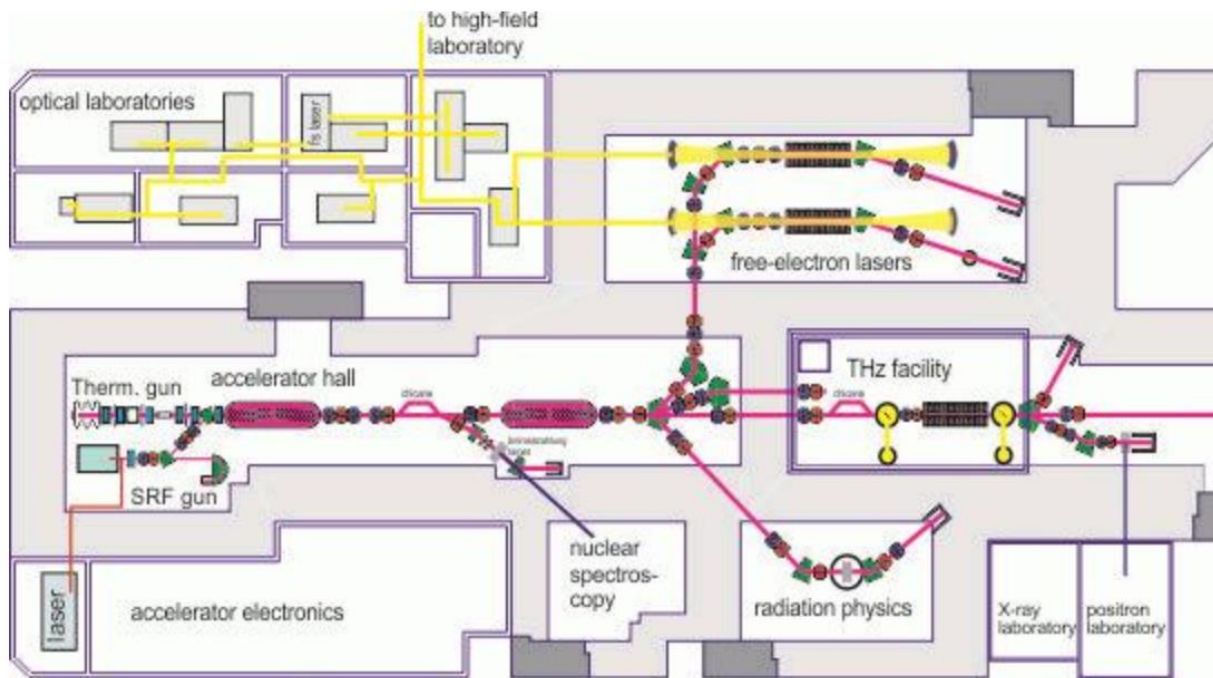 to high-field
laboratory
optical laboratories
fs laser
free-electron lasers
Therm. gun
accelerator hall
chicane
THz facility
chicane
SRF gun
nuclear
spectros-
copy
laser
accelerator electronics
radiation physics
X-ray
laboratory
positron
laboratory